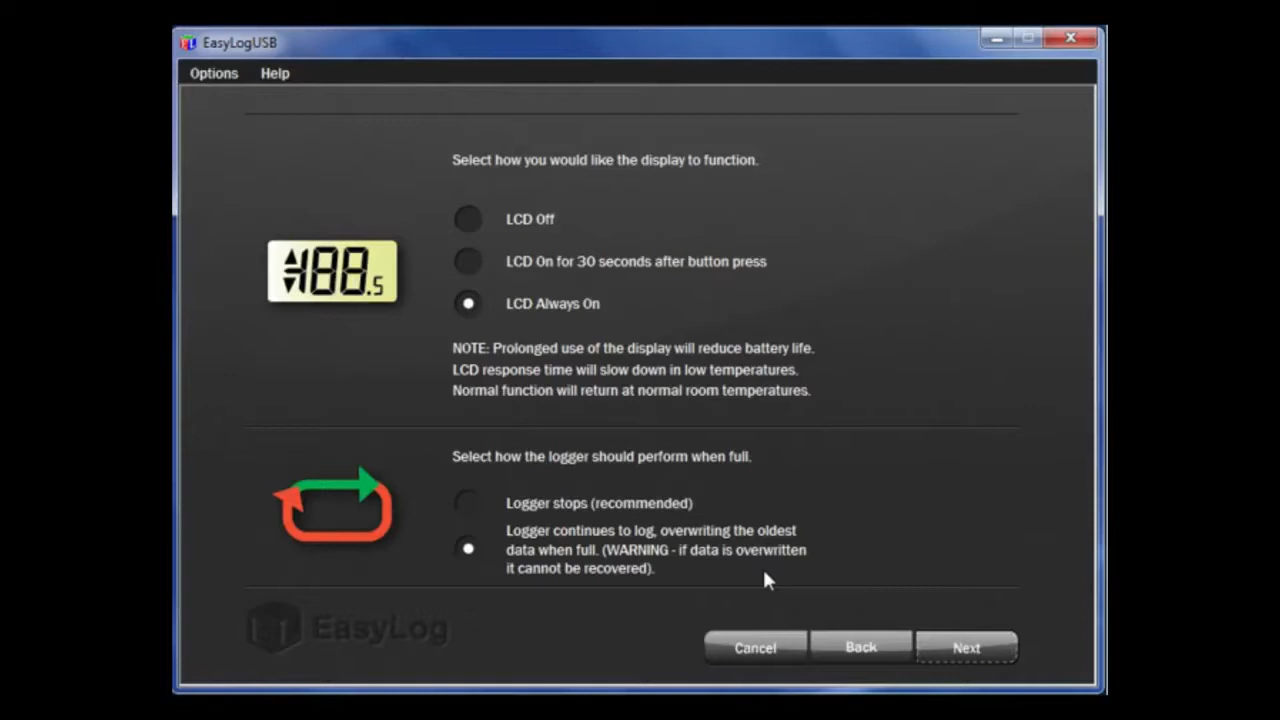 EasyLogUSB
Options Help
Select how you would like the display to function.
LCD Off
188.5
LCD On for 30 seconds after button press
LCD Always On
NOTE: Prolonged use of the display will reduce battery life.
LCD response time will slow down in low temperatures.
Normal function will return at normal room temperatures.
Select how the logger should perform when full.
Logger stops (recommended)
Logger continues to log, overwriting the oldest
data when full. (WARNING - if data is overwritten
it cannot be recovered).
EasyLog
Cancel Back Next